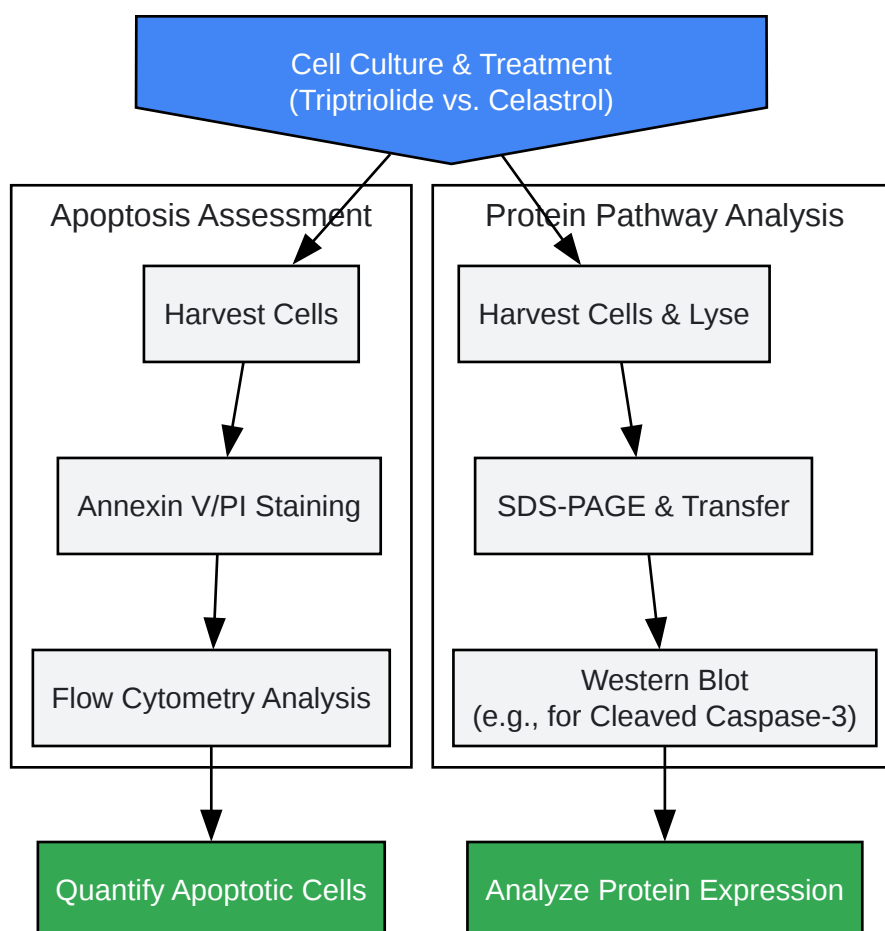 Cell Culture & Treatment
(Triptriolide vs. Celastrol)
Apoptosis Assessment
Harvest Cells
Annexin V/PI Staining
Flow Cytometry Analysis
Quantify Apoptotic Cells
Protein Pathway Analysis
Harvest Cells & Lyse
SDS-PAGE & Transfer
Western Blot
(e.g., for Cleaved Caspase-3)
Analyze Protein Expression